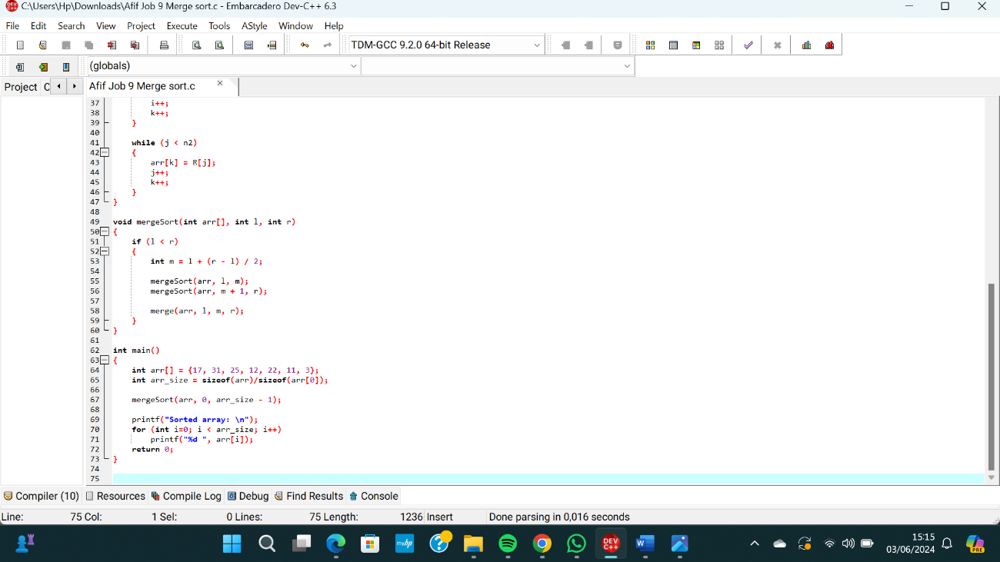 C:\Users\Hp\Downloads\Afif Job 9 Merge sort.c - Embarcadero Dev-C++ 6.3
File Edit Search View Project Execute Tools AStyle Window Help
TDM-GCC 9.2.0 64-bit Release
(globals)
Project C
Afif Job 9 Merge sort.c
37 i++;
38 k++;
39 }
40
41 while (j < n2)
42 {
43 arr[k] = R[j];
44 j++;
45 k++;
46 }
47 }
48
49 void mergeSort(int arr[], int l, int r)
50 {
51 if (l < r)
52 {
53 int m = l + (r - l) / 2;
54
55 mergeSort(arr, l, m);
56 mergeSort(arr, m + 1, r);
57
58 merge(arr, l, m, r);
59 }
60 }
61
62 int main()
63 {
64 int arr[] = {17, 31, 25, 12, 22, 11, 3};
65 int arr_size = sizeof(arr)/sizeof(arr[0]);
66
67 mergeSort(arr, 0, arr_size - 1);
68
69 printf("Sorted array: \n");
70 for (int i=0; i < arr_size; i++)
71 printf("%d ", arr[i]);
72 return 0;
73 }
74
75
Compiler (10) Resources Compile Log Debug Find Results Console
Line: 75 Col: 1 Sel: 0 Lines: 75 Length: 1236 Insert Done parsing in 0,016 seconds
myhp DEV C++ W 15:15
03/06/2024 PRE